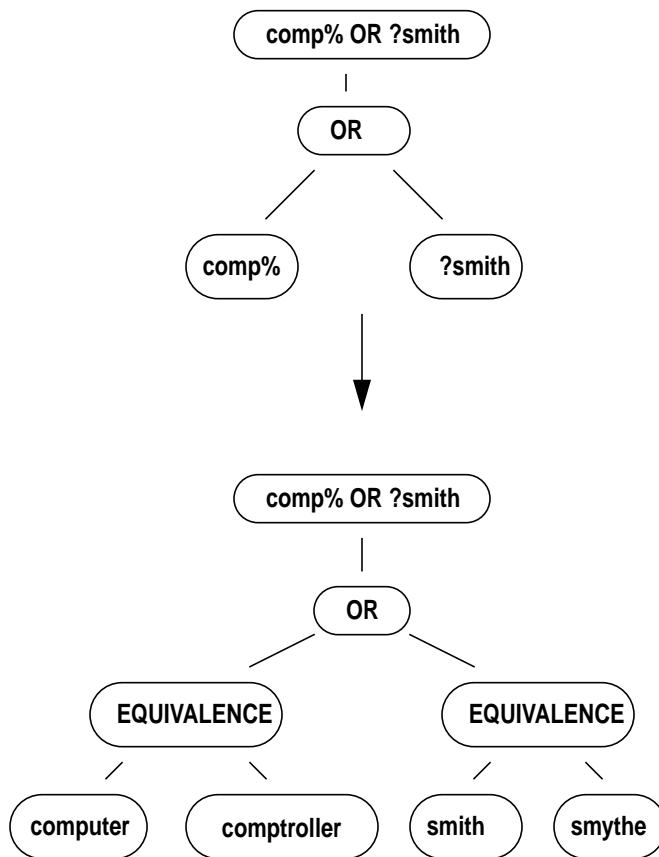 comp% OR ?smith
OR
comp%
?smith
comp% OR ?smith
OR
EQUIVALENCE
EQUIVALENCE
computer
comptroller
smith
smythe